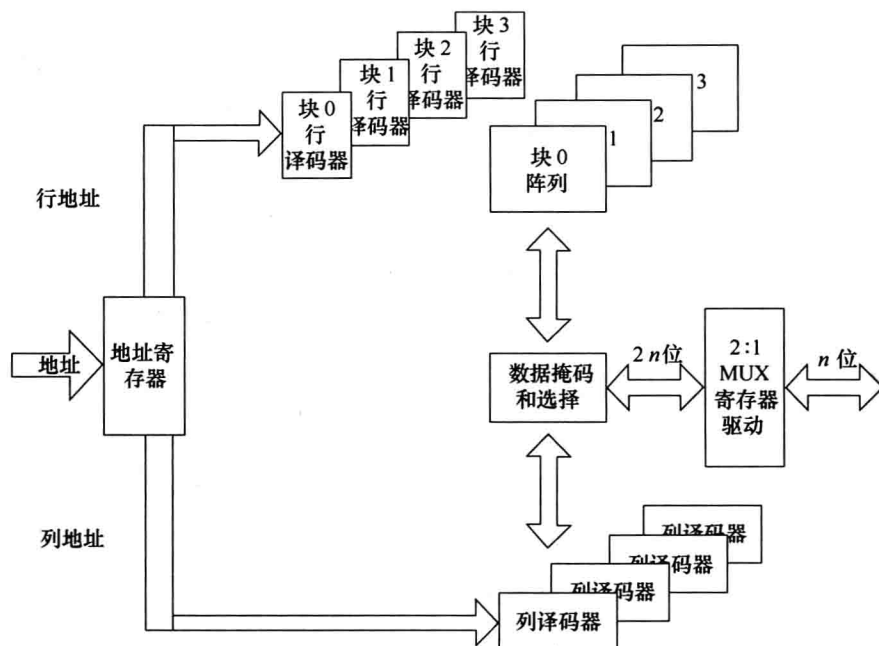 块 3
行
译码器
块 2
行
译码器
块 1
行
译码器
块 0
行
译码器
3
2
1
块 0
阵列
行地址
地址
地址寄
存器
数据掩码
和选择
2 n位
2:1
MUX
寄存器
驱动
n 位
列地址
列译码器
列译码器
列译码器
列译码器